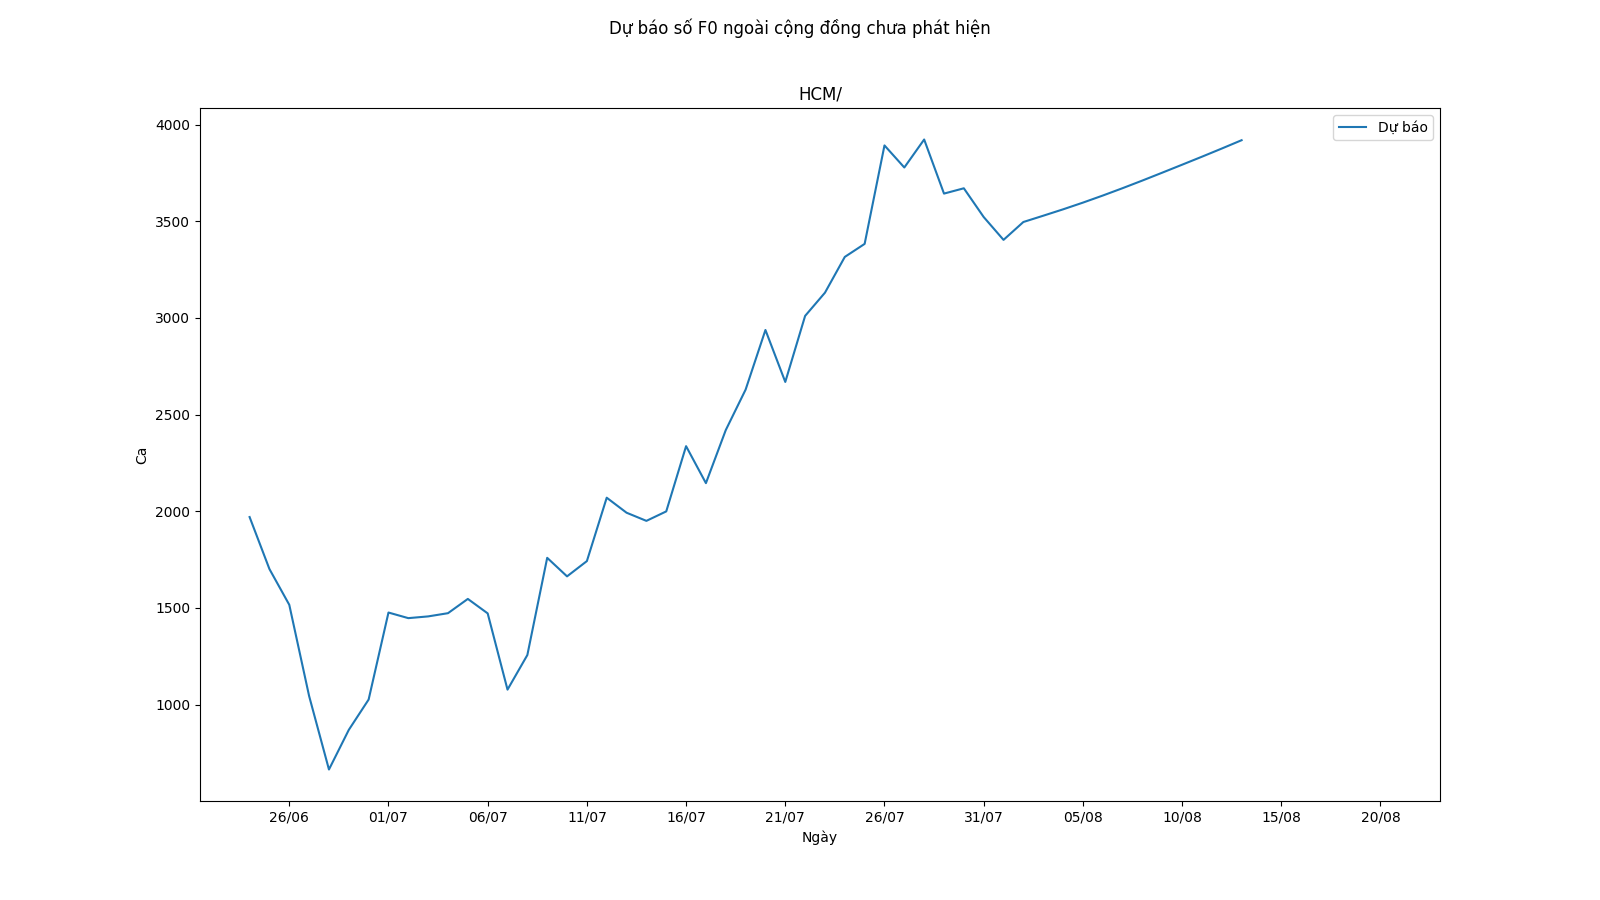 Dự báo số F0 ngoài cộng đồng chưa phát hiện
HCM/
Dự báo
4000
3500
3000
2500
2000
1500
1000
Ca
26/06 01/07 06/07 11/07 16/07 21/07 26/07 31/07 05/08 10/08 15/08 20/08
Ngày